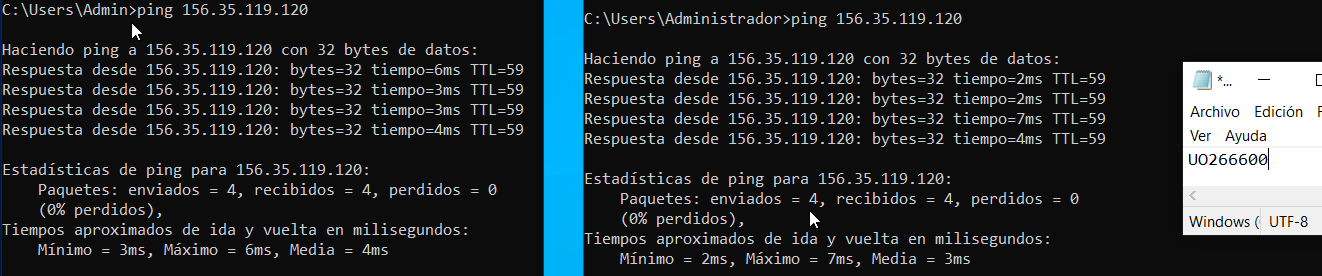 C:\Users\Admin>ping 156.35.119.120
Haciendo ping a 156.35.119.120 con 32 bytes de datos:
Respuesta desde 156.35.119.120: bytes=32 tiempo=6ms TTL=59
Respuesta desde 156.35.119.120: bytes=32 tiempo=3ms TTL=59
Respuesta desde 156.35.119.120: bytes=32 tiempo=3ms TTL=59
Respuesta desde 156.35.119.120: bytes=32 tiempo=4ms TTL=59
Estadísticas de ping para 156.35.119.120:
Paquetes: enviados = 4, recibidos = 4, perdidos = 0
(0% perdidos),
Tiempos aproximados de ida y vuelta en milisegundos:
Mínimo = 3ms, Máximo = 6ms, Media = 4ms
C:\Users\Administrador>ping 156.35.119.120
Haciendo ping a 156.35.119.120 con 32 bytes de datos:
Respuesta desde 156.35.119.120: bytes=32 tiempo=2ms TTL=59
Respuesta desde 156.35.119.120: bytes=32 tiempo=2ms TTL=59
Respuesta desde 156.35.119.120: bytes=32 tiempo=7ms TTL=59
Respuesta desde 156.35.119.120: bytes=32 tiempo=4ms TTL=59
Estadísticas de ping para 156.35.119.120:
Paquetes: enviados = 4, recibidos = 4, perdidos = 0
(0% perdidos),
Tiempos aproximados de ida y vuelta en milisegundos:
Mínimo = 2ms, Máximo = 7ms, Media = 3ms
*...
Archivo Edición F
Ver Ayuda
UO266600
Windows ( UTF-8